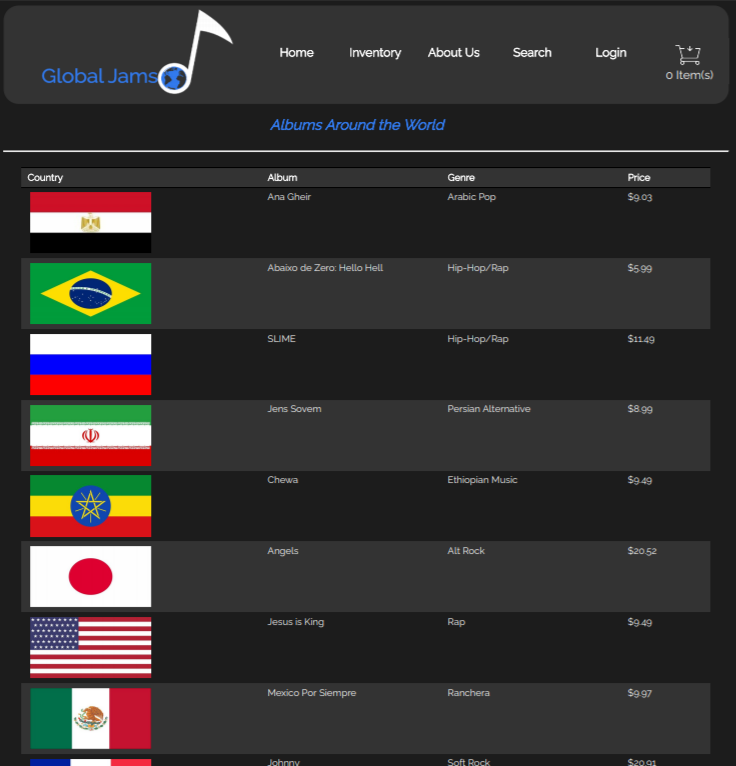 Global Jams
Home Inventory About Us Search Login
0 Item(s)
Albums Around the World
Country Album Genre Price
Ana Gheir Arabic Pop $9.03
Abaixo de Zero: Hello Hell Hip-Hop/Rap $5.99
SLIME Hip-Hop/Rap $11.49
Jens Sovem Persian Alternative $8.99
Chewa Ethiopian Music $9.49
Angels Alt Rock $20.52
Jesus is King Rap $9.49
Mexico Por Siempre Ranchera $9.97
Johnny Soft Rock $20.91